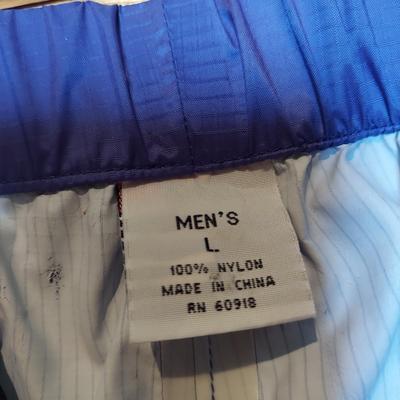 MEN'S
L
100% NYLON
MADE IN CHINA
RN 60918